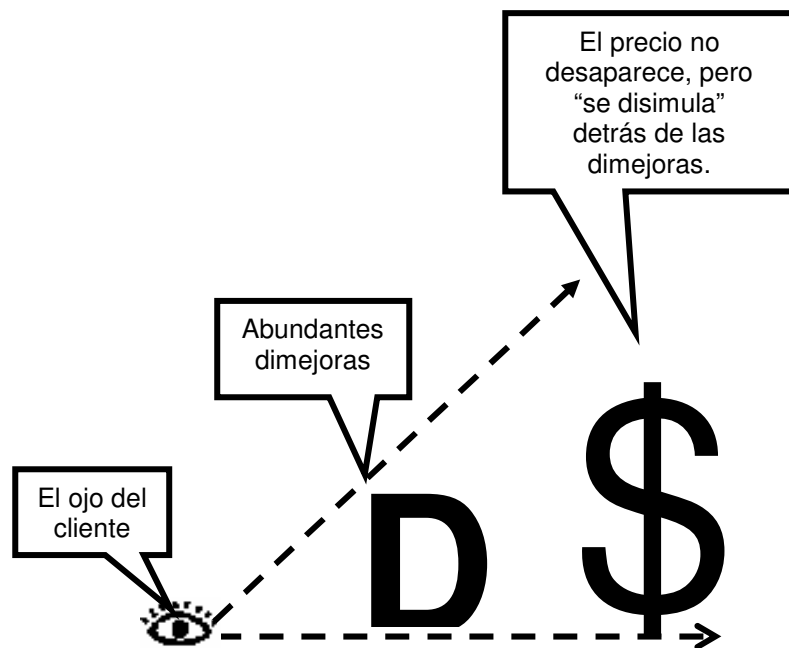 El precio no
desaparece, pero
“se disimula”
detrás de las
dimejoras.
Abundantes
dimejoras
El ojo del
cliente
D
$